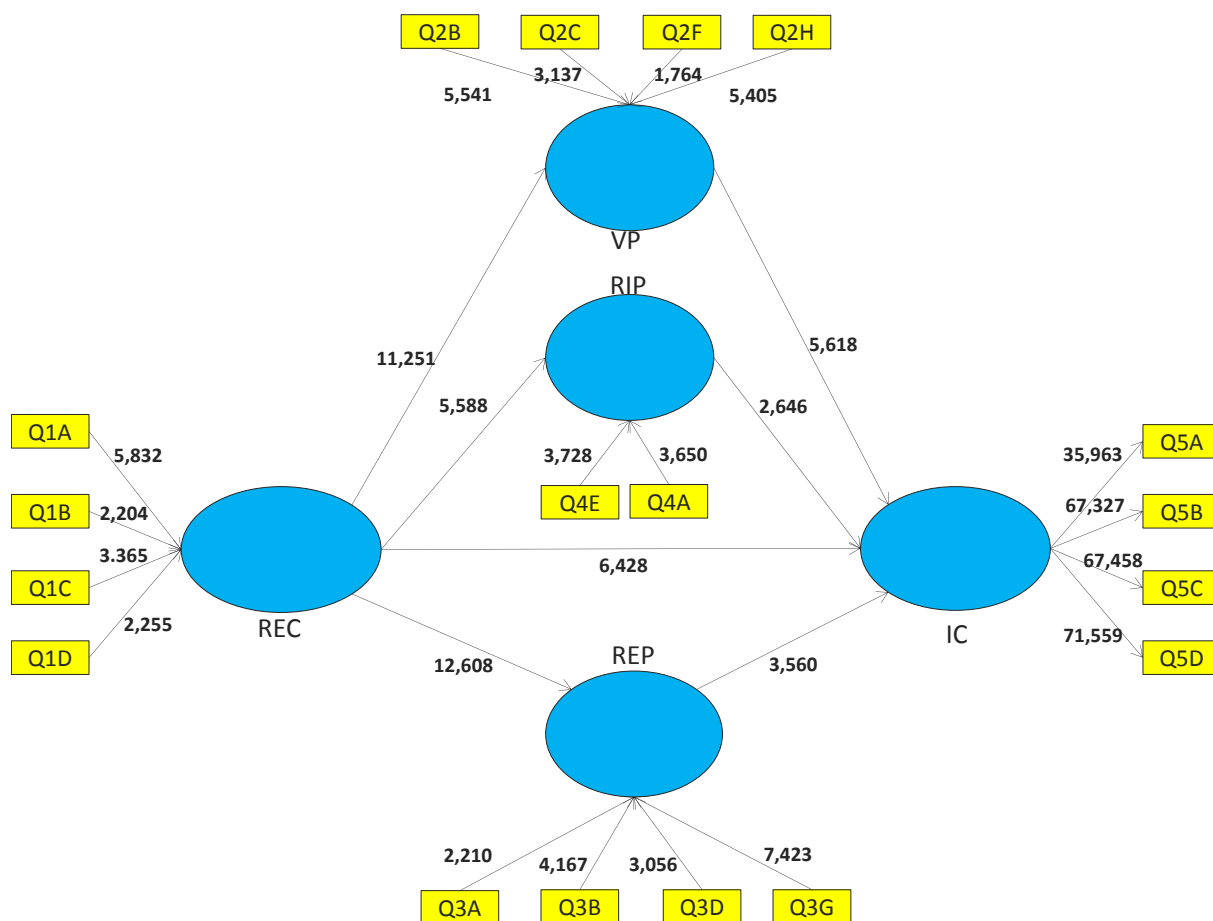 Q2B Q2C Q2F Q2H
3,137 1,764
5,541 5,405
VP
RIP
11,251 5,618
5,588 2,646
Q1A
5,832
3,728 3,650
35,963 Q5A
Q4E Q4A
Q1B
2,204
67,327 Q5B
3.365
6,428
67,458
Q1C
Q5C
2,255
REC
IC
71,559
Q1D
REP
Q5D
12,608 3,560
2,210 4,167 3,056 7,423
Q3A Q3B Q3D Q3G